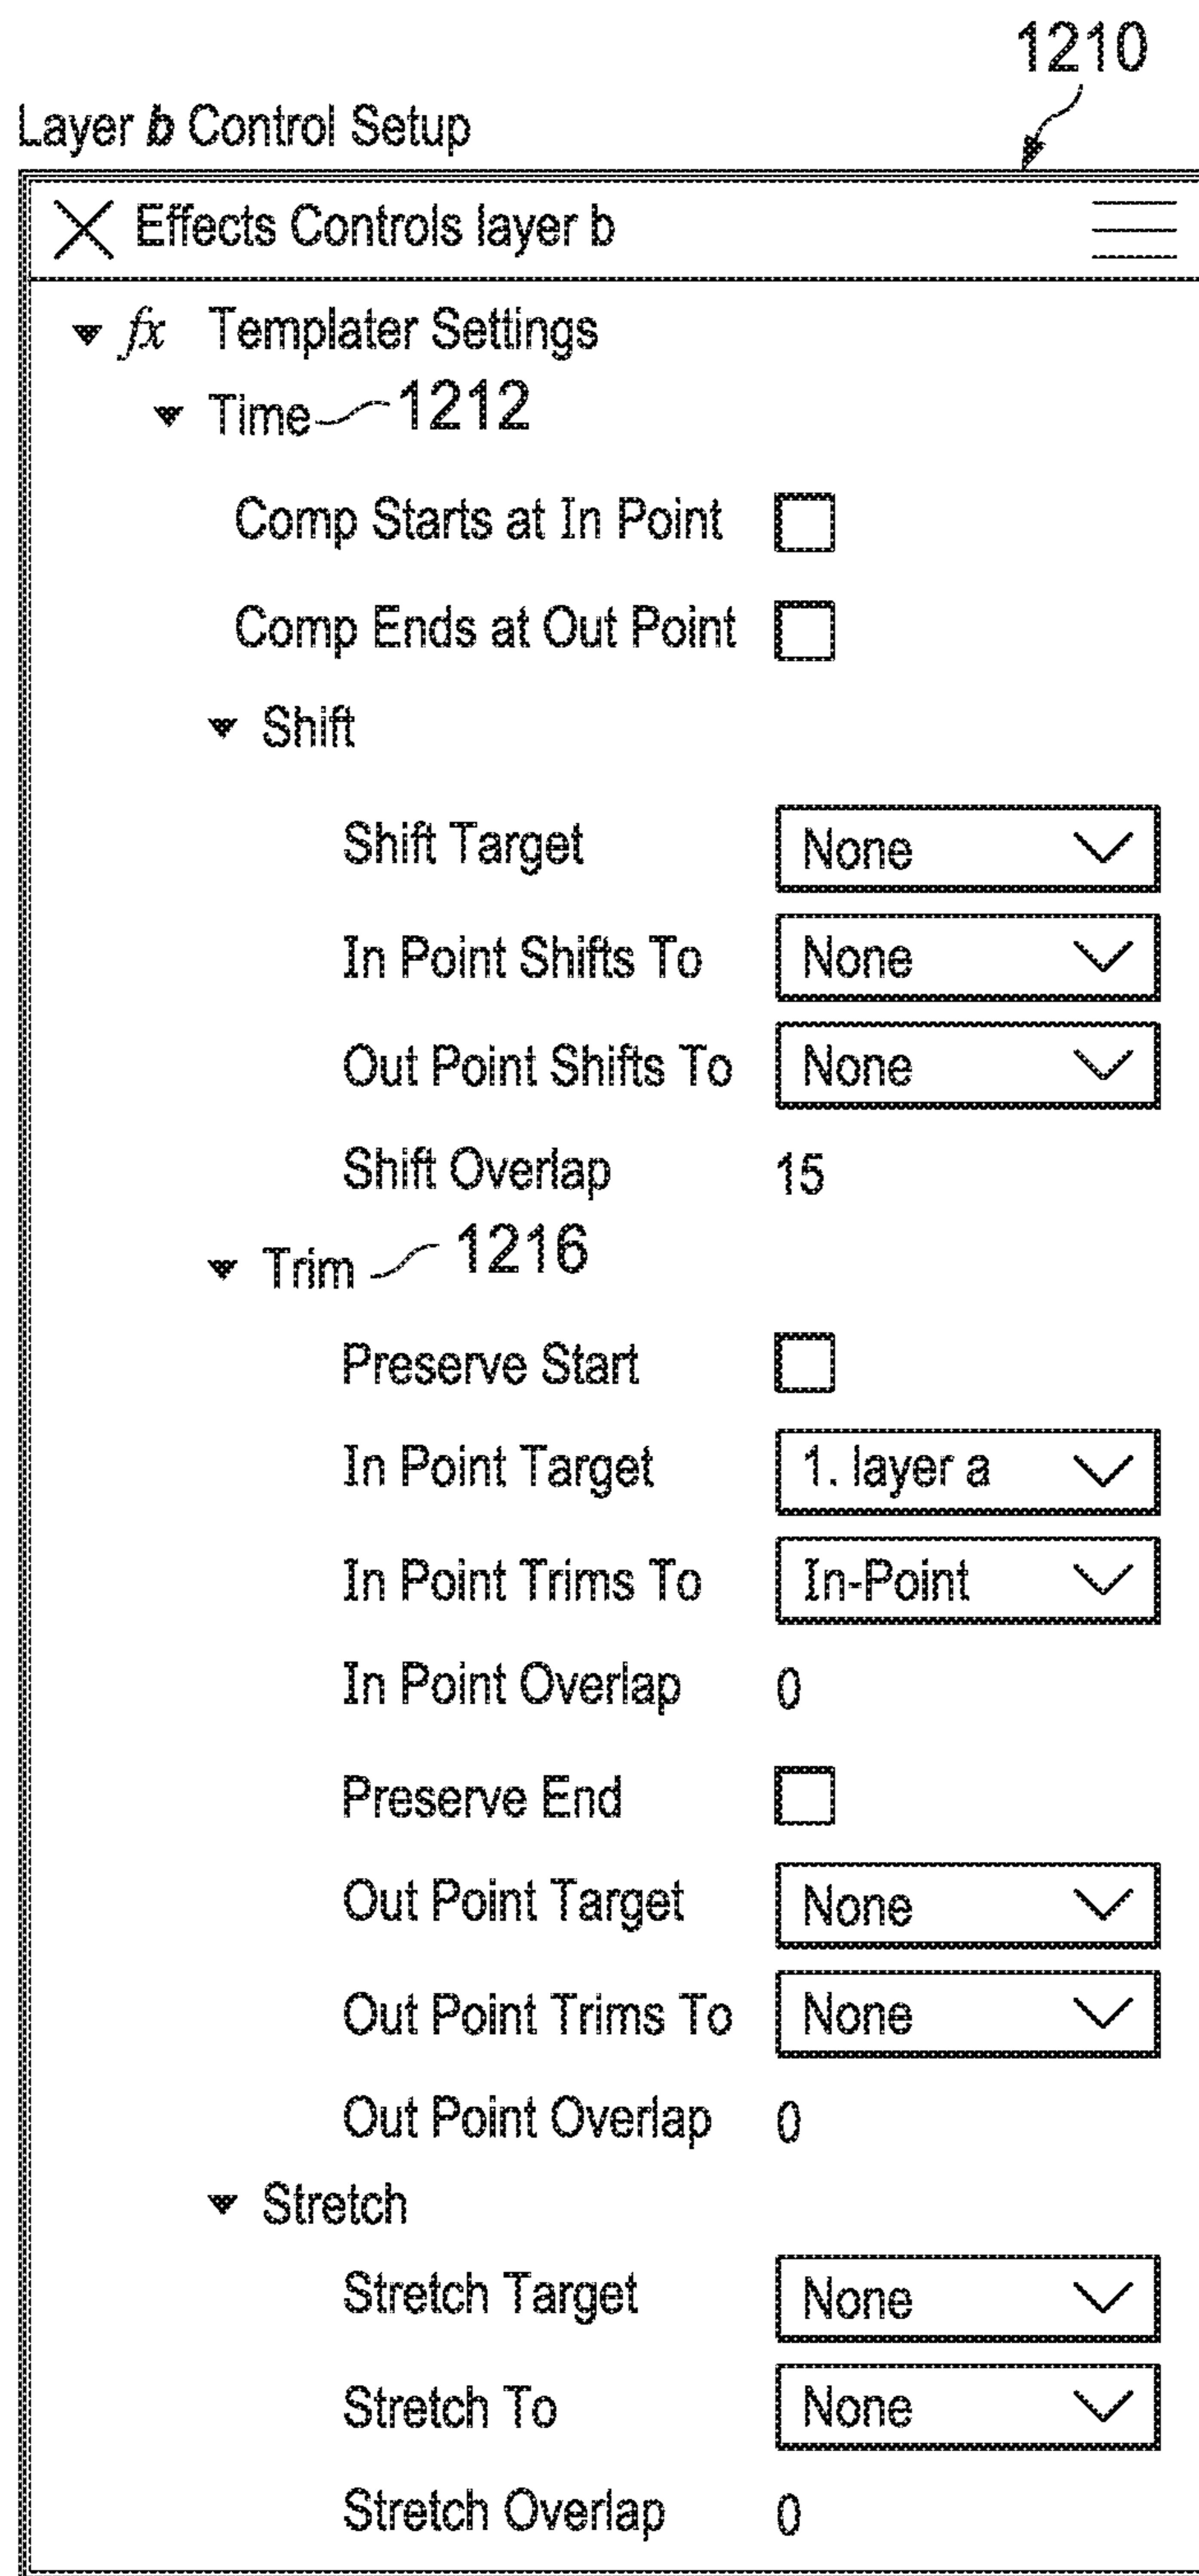 1210
Layer b Control Setup
Effects Controls layer b
fx Templater Settings
Time 1212
Comp Starts at In Point
Comp Ends at Out Point
Shift
Shift Target None
In Point Shifts To None
Out Point Shifts To None
Shift Overlap 15
Trim 1216
Preserve Start
In Point Target 1. layer a
In Point Trims To In-Point
In Point Overlap 0
Preserve End
Out Point Target None
Out Point Trims To None
Out Point Overlap 0
Stretch
Stretch Target None
Stretch To None
Stretch Overlap 0